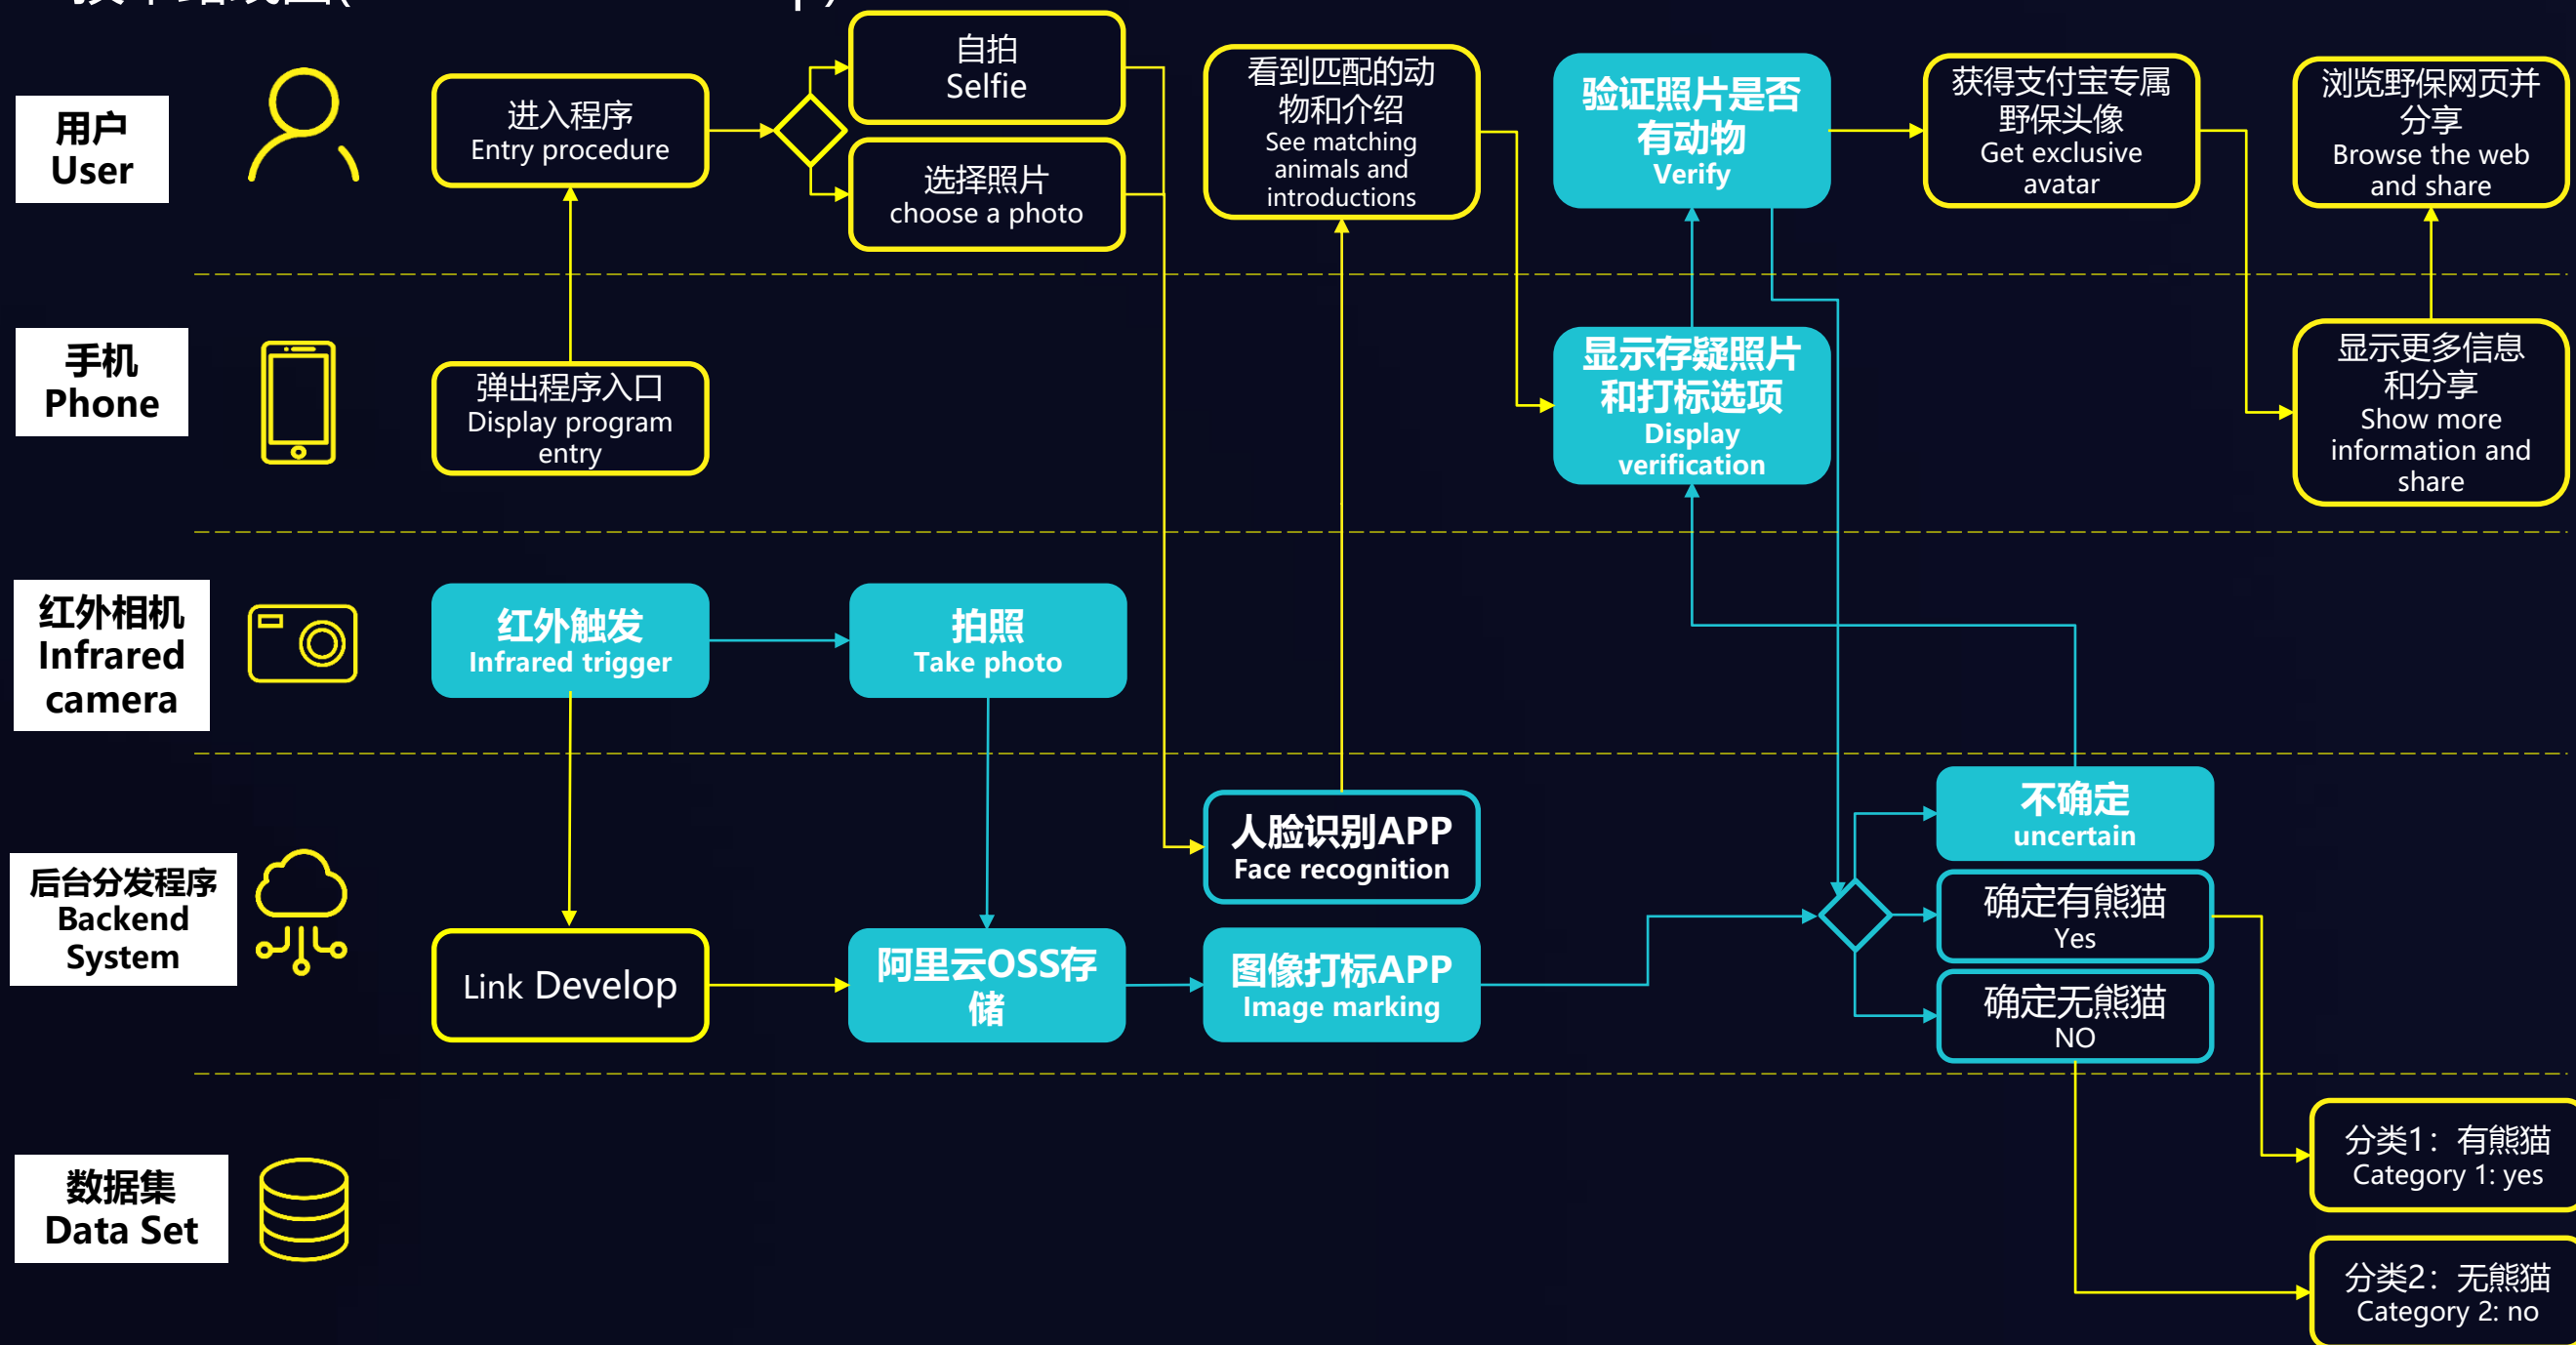 用户
User
进入程序
Entry procedure
自拍
Selfie
选择照片
choose a photo
看到匹配的动
物和介绍
See matching
animals and
introductions
验证照片是否
有动物
Verify
获得支付宝专属
野保头像
Get exclusive
avatar
浏览野保网页并
分享
Browse the web
and share
手机
Phone
弹出程序入口
Display program
entry
显示存疑照片
和打标选项
Display
verification
显示更多信息
和分享
Show more
information and
share
红外相机
Infrared
camera
红外触发
Infrared trigger
拍照
Take photo
后台分发程序
Backend
System
Link Develop
阿里云OSS存
储
人脸识别APP
Face recognition
图像打标APP
Image marking
不确定
uncertain
确定有熊猫
Yes
确定无熊猫
NO
数据集
Data Set
分类1：有熊猫
Category 1: yes
分类2：无熊猫
Category 2: no